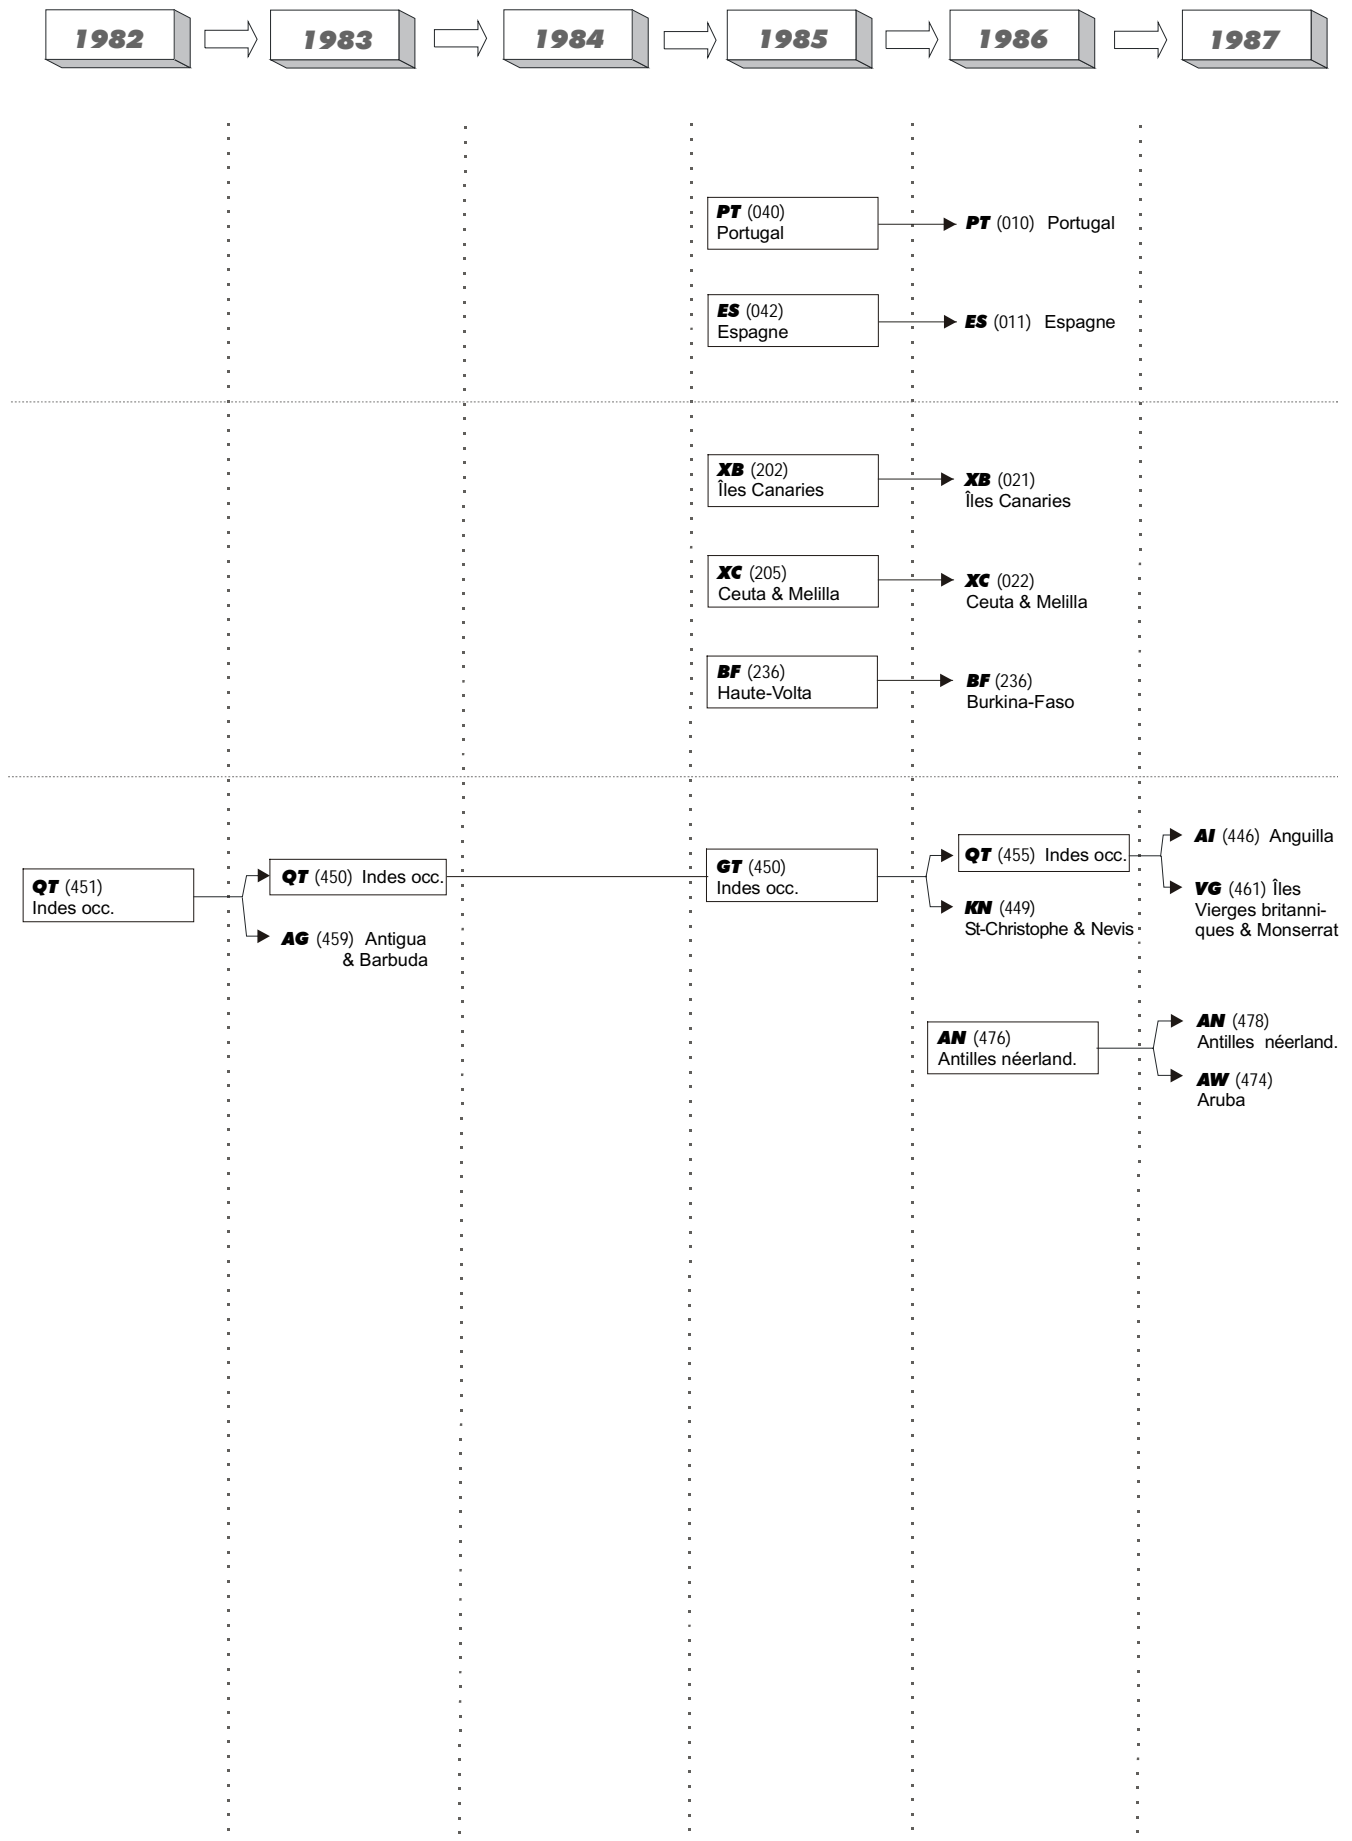 1982 1983 1984 1985 1986 1987
PT (040)
Portugal
PT (010) Portugal
ES (042)
Espagne
ES (011) Espagne
XB (202)
Îles Canaries
XB (021)
Îles Canaries
XC (205)
Ceuta & Melilla
XC (022)
Ceuta & Melilla
BF (236)
Haute-Volta
BF (236)
Burkina-Faso
QT (451)
Indes occ.
QT (450) Indes occ.
AG (459) Antigua
& Barbuda
GT (450)
Indes occ.
QT (455) Indes occ.
KN (449)
St-Christophe & Nevis
AI (446) Anguilla
VG (461) Îles
Vierges britanni-
ques & Monserrat
AN (476)
Antilles néerland.
AN (478)
Antilles néerland.
AW (474)
Aruba